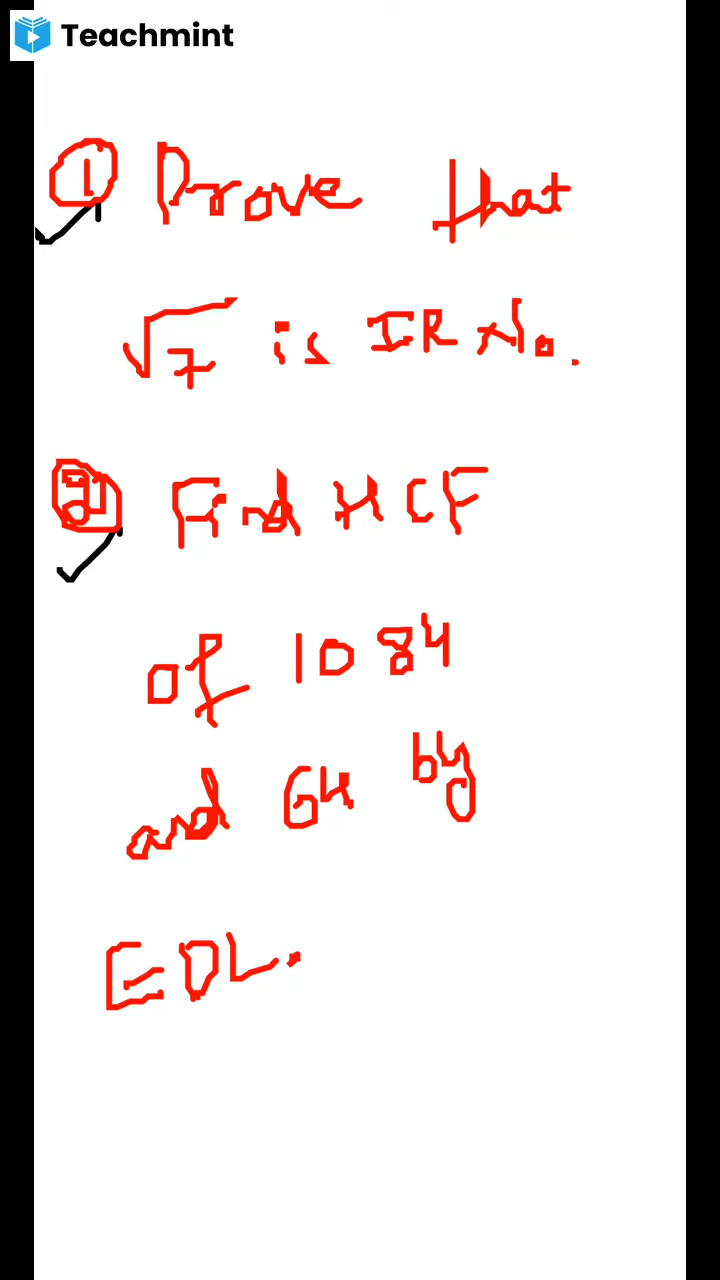 Teachmint
① Prove that
√7 is IR No.
② Find HCF
of 1084
and 64 by
EDL.